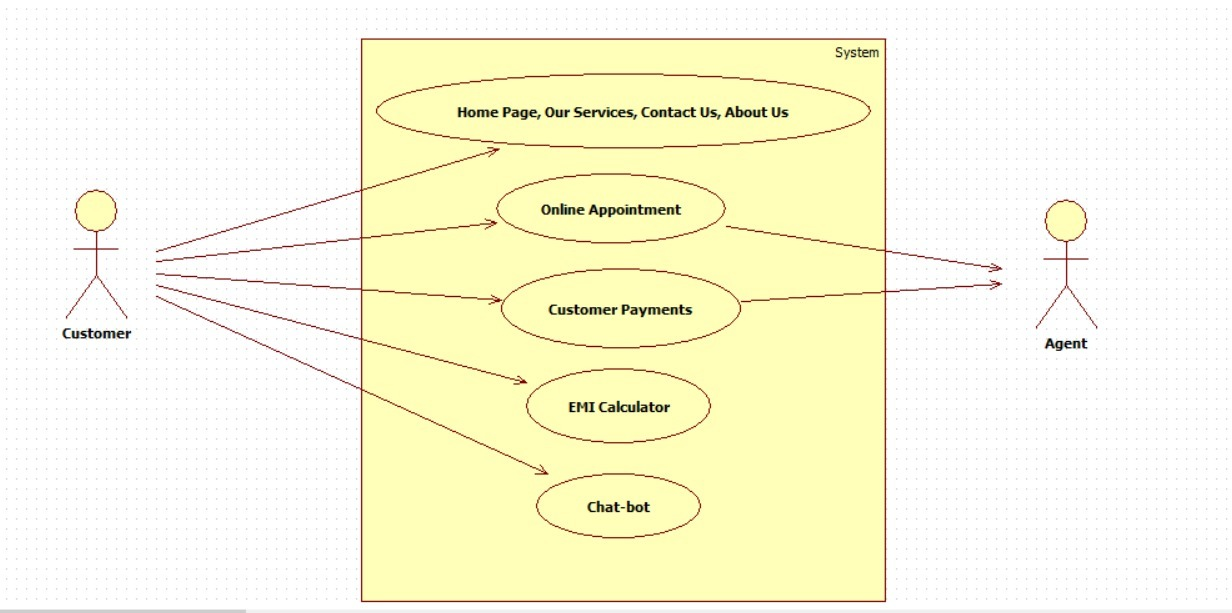 System
Home Page, Our Services, Contact Us, About Us
Online Appointment
Customer Payments
Customer
Agent
EMI Calculator
Chat-bot